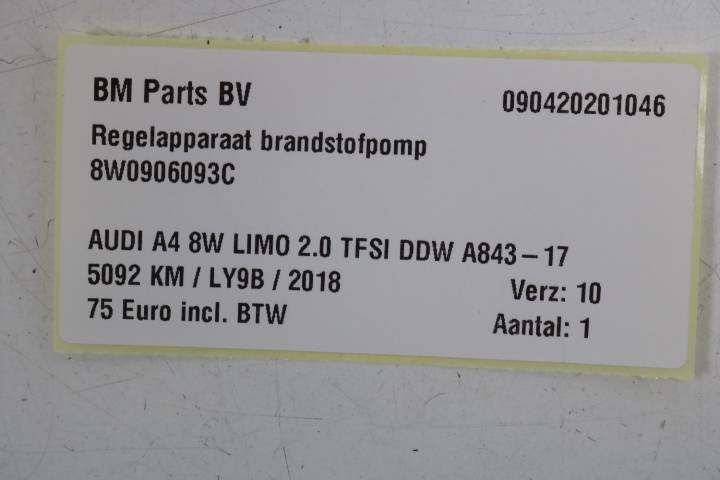 BM Parts BV 090420201046
Regelapparaat brandstofpomp
8W0906093C
AUDI A4 8W LIMO 2.0 TFSI DDW A843-17
5092 KM / LY9B / 2018 Verz: 10
75 Euro incl. BTW Aantal: 1